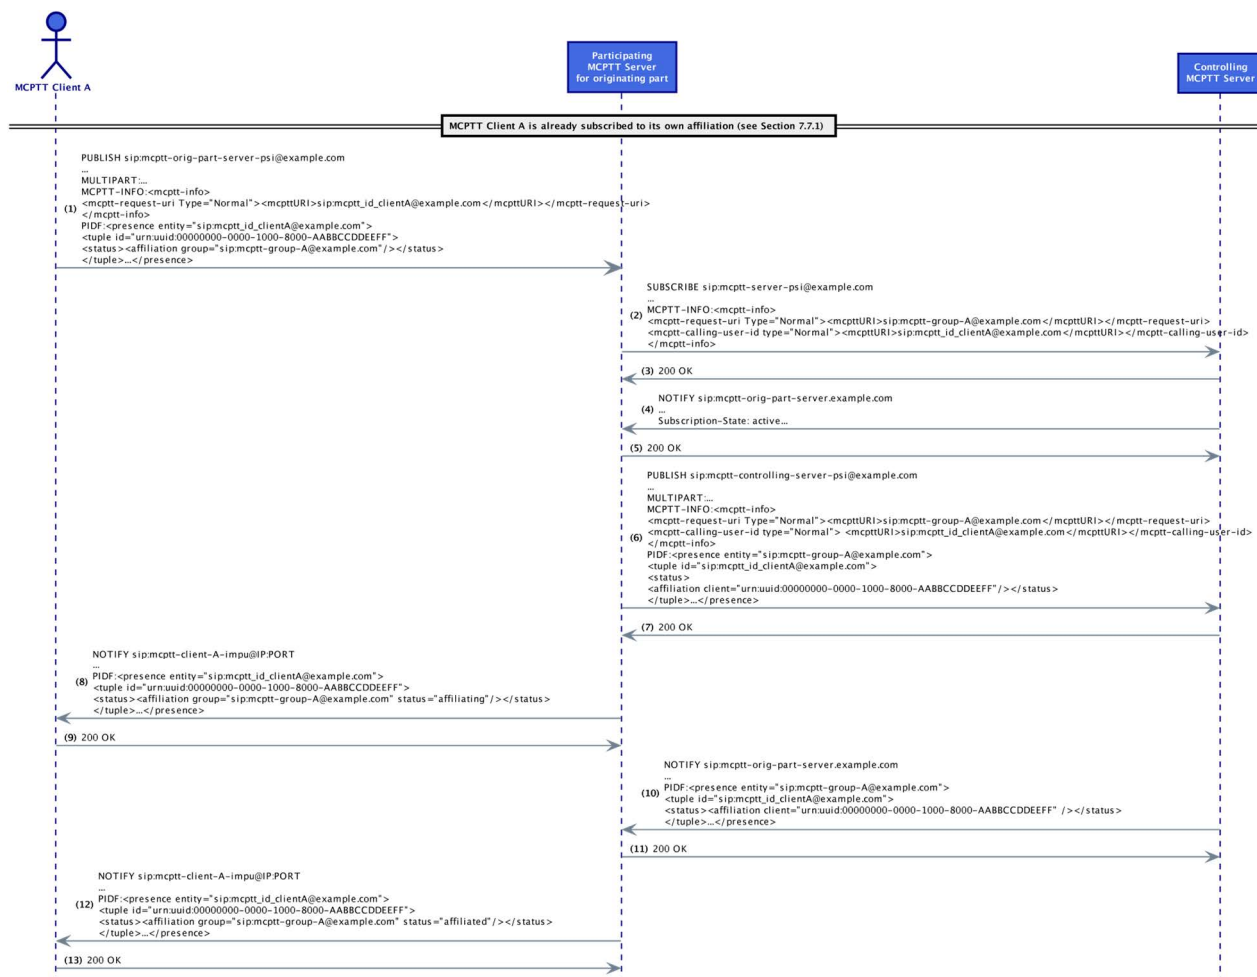 MCPTT Client A
Participating
MCPTT Server
for originating part
Controlling
MCPTT Server
MCPTT Client A is already subscribed to its own affiliation (see Section 7.7.1)
PUBLISH sip:mcptt-orig-part-server-psi@example.com
...
MULTIPART:...
MCPTT-INFO:<mcptt-info>
(1) <mcptt-request-uri Type="Normal"><mcpttURI>sip:mcptt_id_clientA@example.com</mcpttURI></mcptt-request-uri>
</mcptt-info>
PIDF:<presence entity="sip:mcptt_id_clientA@example.com">
<tuple id="urn:uuid:00000000-0000-1000-8000-AABBCCDDEEFF">
<status><affiliation group="sip:mcptt-group-A@example.com"/></status>
</tuple>...</presence>
SUBSCRIBE sip:mcptt-server-psi@example.com
...
MCPTT-INFO:<mcptt-info>
(2) <mcptt-request-uri Type="Normal"><mcpttURI>sip:mcptt-group-A@example.com</mcpttURI></mcptt-request-uri>
<mcptt-calling-user-id type="Normal"><mcpttURI>sip:mcptt_id_clientA@example.com</mcpttURI></mcptt-calling-user-id>
</mcptt-info>
(3) 200 OK
NOTIFY sip:mcptt-orig-part-server.example.com
(4) ...
Subscription-State: active...
(5) 200 OK
PUBLISH sip:mcptt-controlling-server-psi@example.com
...
MULTIPART:...
MCPTT-INFO:<mcptt-info>
<mcptt-request-uri Type="Normal"><mcpttURI>sip:mcptt-group-A@example.com</mcpttURI></mcptt-request-uri>
<mcptt-calling-user-id type="Normal"> <mcpttURI>sip:mcptt_id_clientA@example.com</mcpttURI></mcptt-calling-user-id>
(6) </mcptt-info>
PIDF:<presence entity="sip:mcptt-group-A@example.com">
<tuple id="sip:mcptt_id_clientA@example.com">
<status>
<affiliation client="urn:uuid:00000000-0000-1000-8000-AABBCCDDEEFF"/></status>
</tuple>...</presence>
(7) 200 OK
NOTIFY sip:mcptt-client-A-impu@IP:PORT
...
(8) PIDF:<presence entity="sip:mcptt_id_clientA@example.com">
<tuple id="urn:uuid:00000000-0000-1000-8000-AABBCCDDEEFF">
<status><affiliation group="sip:mcptt-group-A@example.com" status="affiliating"/></status>
</tuple>...</presence>
(9) 200 OK
NOTIFY sip:mcptt-orig-part-server.example.com
...
(10) PIDF:<presence entity="sip:mcptt-group-A@example.com">
<tuple id="sip:mcptt_id_clientA@example.com">
<status><affiliation client="urn:uuid:00000000-0000-1000-8000-AABBCCDDEEFF" /></status>
</tuple>...</presence>
(11) 200 OK
NOTIFY sip:mcptt-client-A-impu@IP:PORT
...
(12) PIDF:<presence entity="sip:mcptt_id_clientA@example.com">
<tuple id="urn:uuid:00000000-0000-1000-8000-AABBCCDDEEFF">
<status><affiliation group="sip:mcptt-group-A@example.com" status="affiliated"/></status>
</tuple>...</presence>
(13) 200 OK